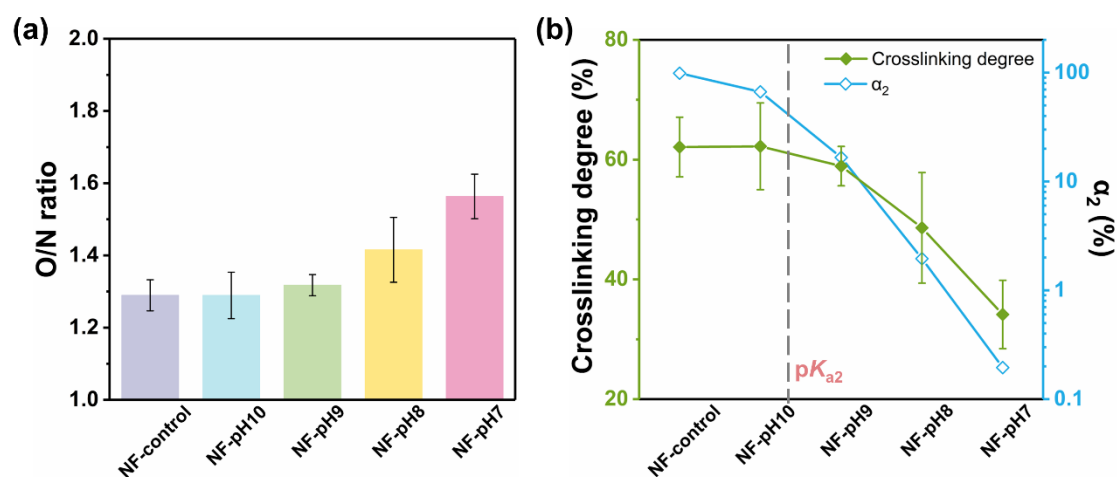 (a)
2.0
1.8
1.6
1.4
1.2
1.0
O/N ratio
NF-control
NF-pH10
NF-pH9
NF-pH8
NF-pH7
(b)
80
60
40
20
Crosslinking degree (%)
Crosslinking degree
α₂
pKₐ₂
100
10
1
0.1
α₂ (%)
NF-control
NF-pH10
NF-pH9
NF-pH8
NF-pH7